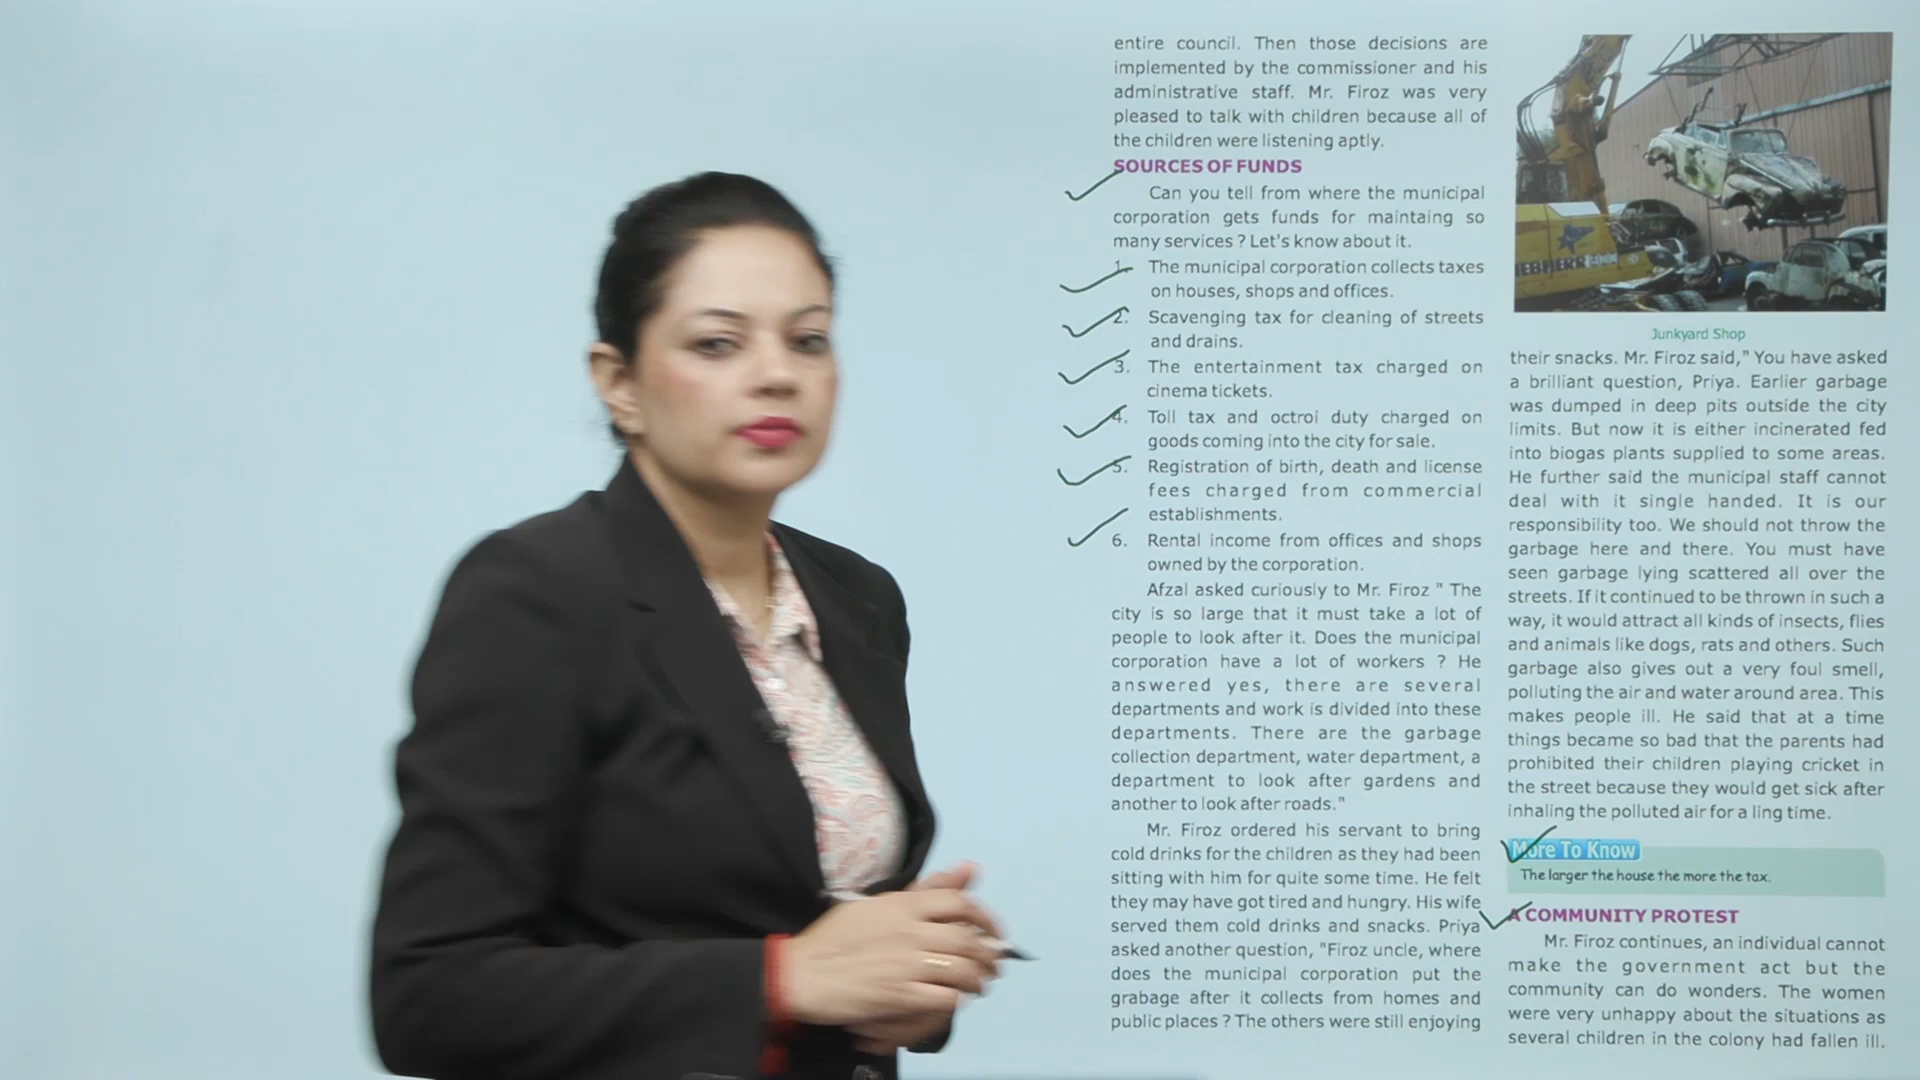 entire council. Then those decisions are
implemented by the commissioner and his
administrative staff. Mr. Firoz was very
pleased to talk with children because all of
the children were listening aptly.
SOURCES OF FUNDS
Can you tell from where the municipal
corporation gets funds for maintaing so
many services ? Let's know about it.
1. The municipal corporation collects taxes
on houses, shops and offices.
2. Scavenging tax for cleaning of streets
and drains.
3. The entertainment tax charged on
cinema tickets.
4. Toll tax and octroi duty charged on
goods coming into the city for sale.
5. Registration of birth, death and license
fees charged from commercial
establishments.
6. Rental income from offices and shops
owned by the corporation.
Afzal asked curiously to Mr. Firoz " The
city is so large that it must take a lot of
people to look after it. Does the municipal
corporation have a lot of workers ? He
answered yes, there are several
departments and work is divided into these
departments. There are the garbage
collection department, water department, a
department to look after gardens and
another to look after roads."
Mr. Firoz ordered his servant to bring
cold drinks for the children as they had been
sitting with him for quite some time. He felt
they may have got tired and hungry. His wife
served them cold drinks and snacks. Priya
asked another question, "Firoz uncle, where
does the municipal corporation put the
grabage after it collects from homes and
public places ? The others were still enjoying
LIEBHERR
Junkyard Shop
their snacks. Mr. Firoz said," You have asked
a brilliant question, Priya. Earlier garbage
was dumped in deep pits outside the city
limits. But now it is either incinerated fed
into biogas plants supplied to some areas.
He further said the municipal staff cannot
deal with it single handed. It is our
responsibility too. We should not throw the
garbage here and there. You must have
seen garbage lying scattered all over the
streets. If it continued to be thrown in such a
way, it would attract all kinds of insects, flies
and animals like dogs, rats and others. Such
garbage also gives out a very foul smell,
polluting the air and water around area. This
makes people ill. He said that at a time
things became so bad that the parents had
prohibited their children playing cricket in
the street because they would get sick after
inhaling the polluted air for a ling time.
More To Know
The larger the house the more the tax.
A COMMUNITY PROTEST
Mr. Firoz continues, an individual cannot
make the government act but the
community can do wonders. The women
were very unhappy about the situations as
several children in the colony had fallen ill.